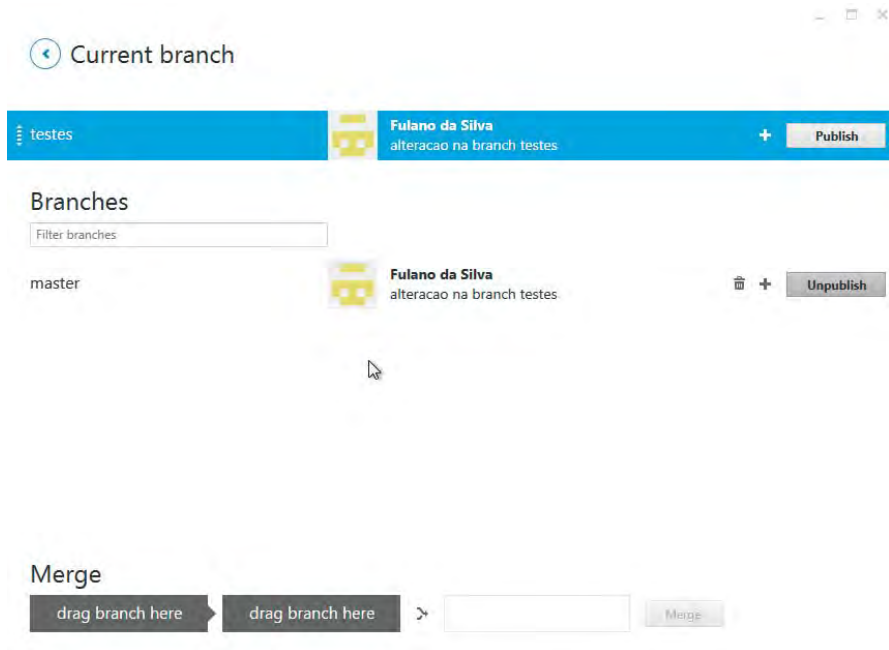 Current branch
testes
Fulano da Silva
alteracao na branch testes
Publish
Branches
Filter branches
master
Fulano da Silva
alteracao na branch testes
Unpublish
Merge
drag branch here
drag branch here
Merge